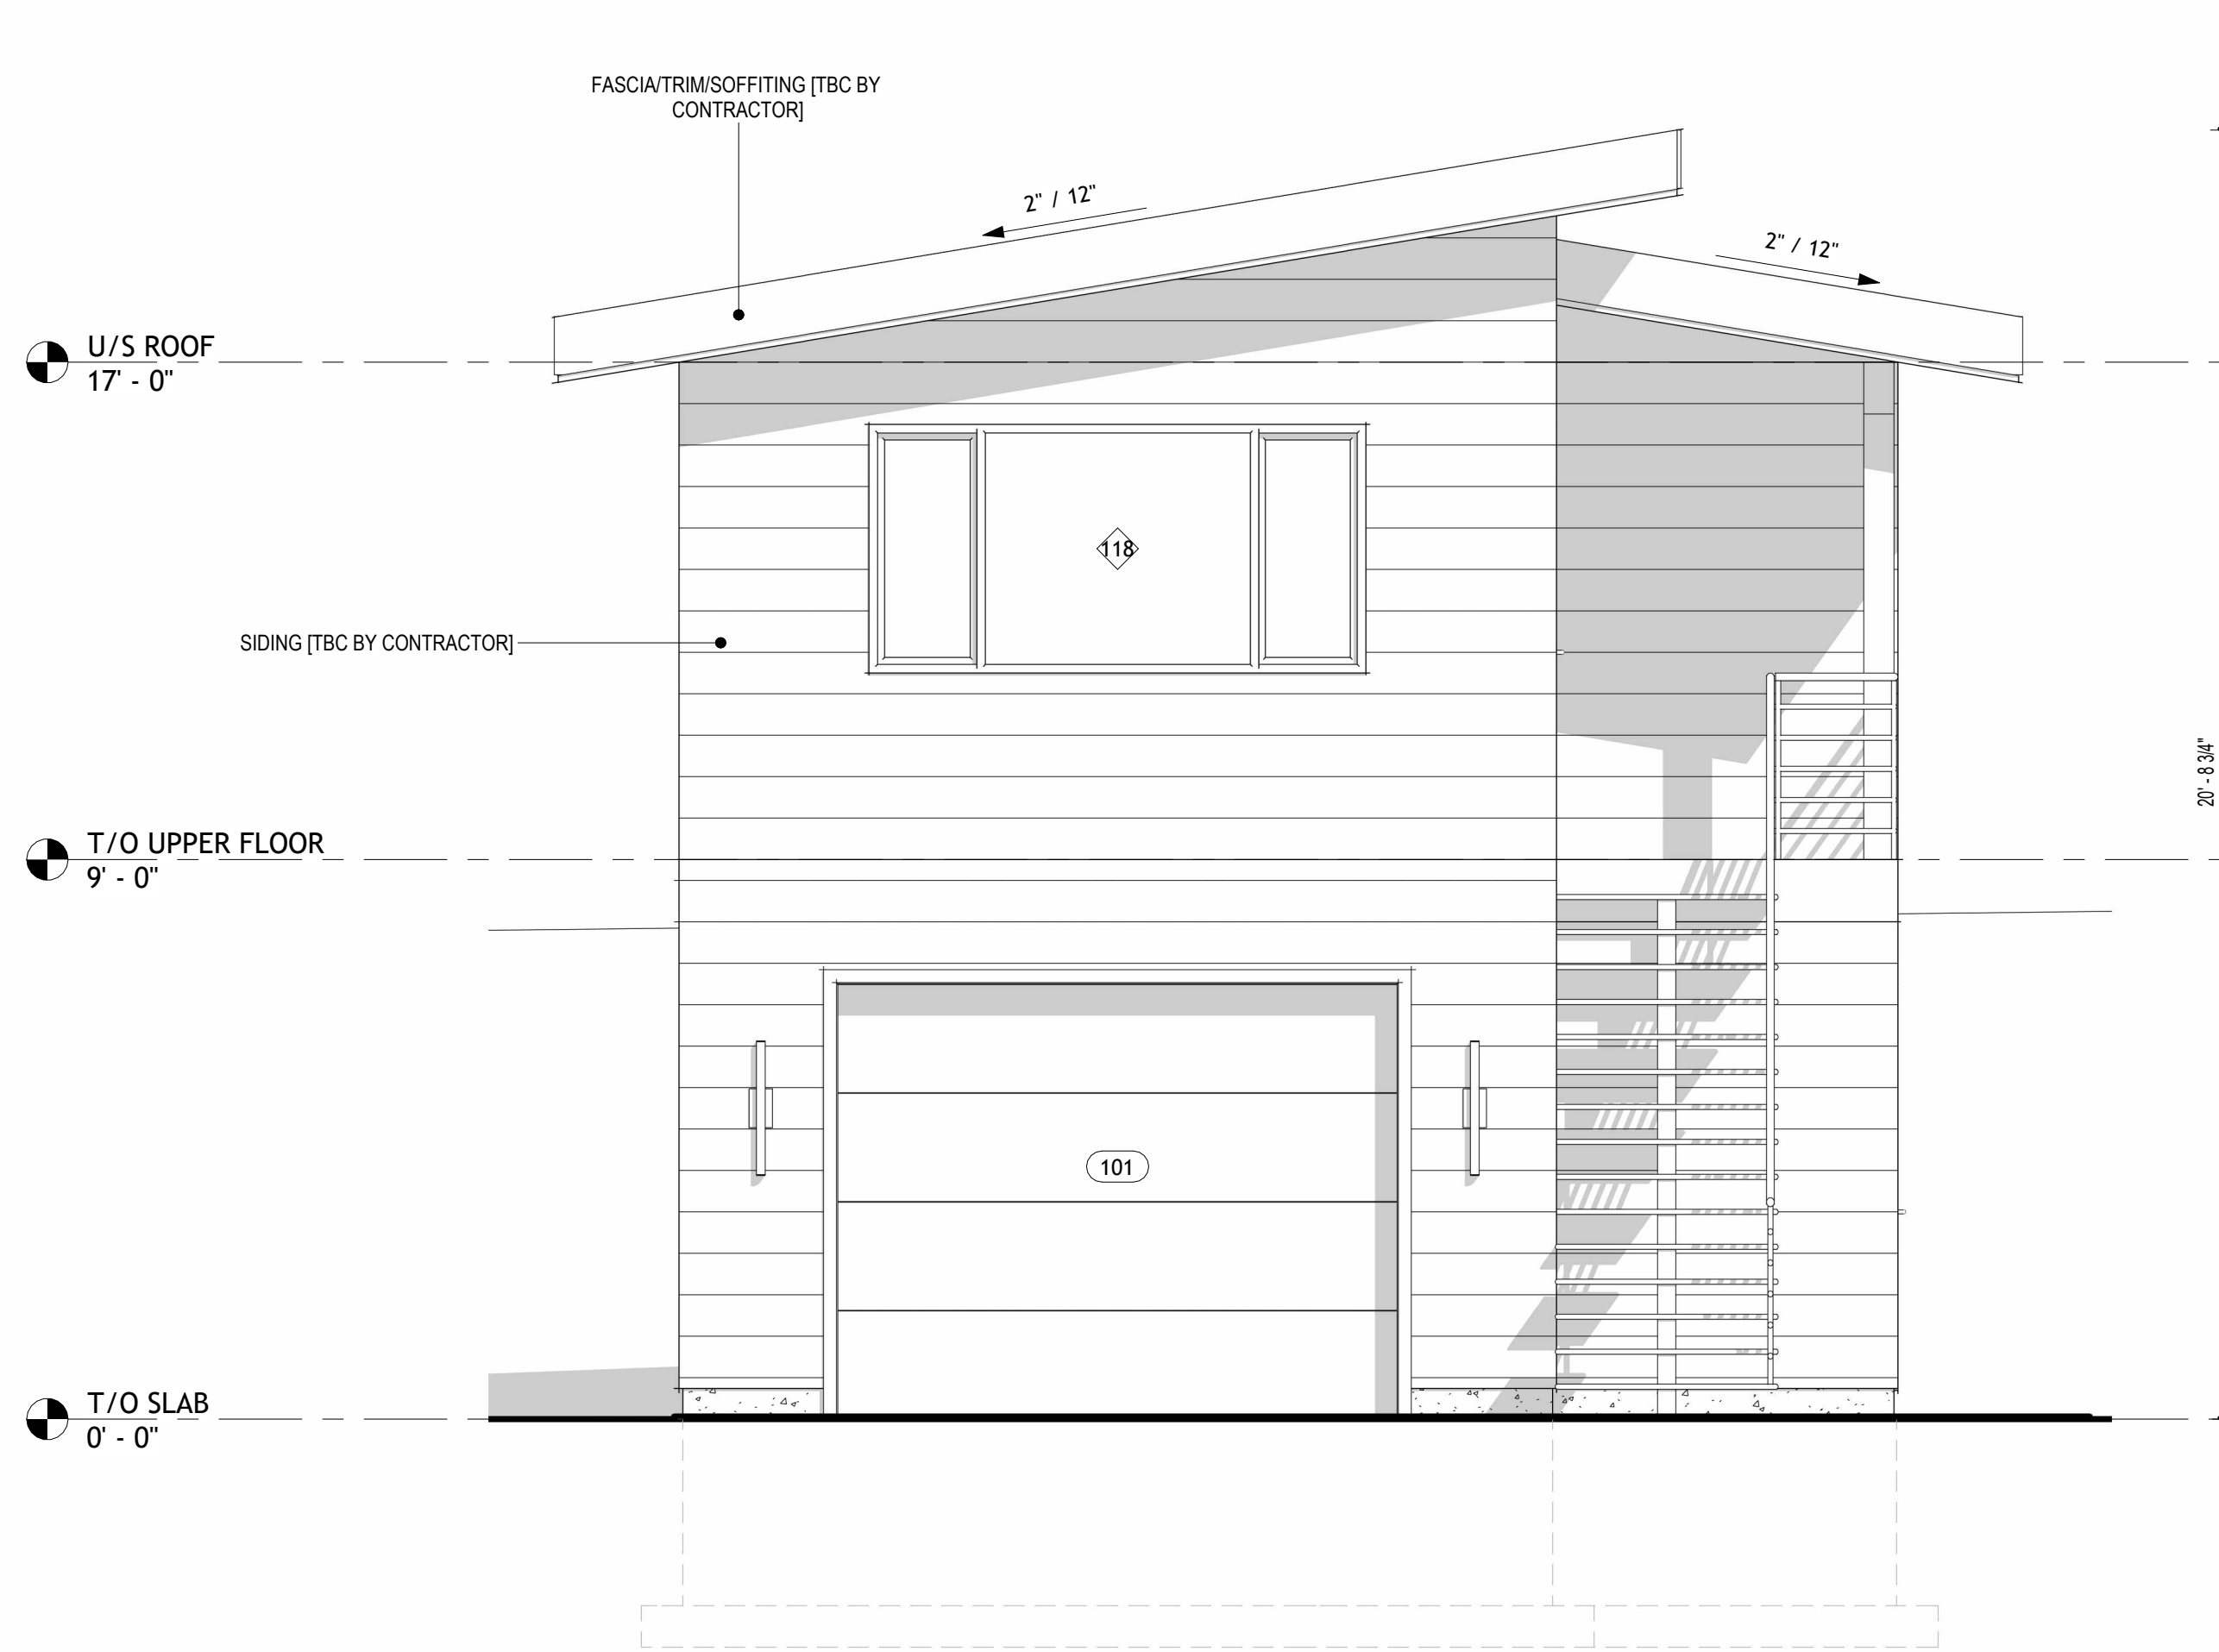 FASCIA/TRIM/SOFFITING [TBC BY
CONTRACTOR]
2" / 12"
2" / 12"
U/S ROOF
17' - 0"
118
SIDING [TBC BY CONTRACTOR]
20' - 8 3/4"
T/O UPPER FLOOR
9' - 0"
101
T/O SLAB
0' - 0"